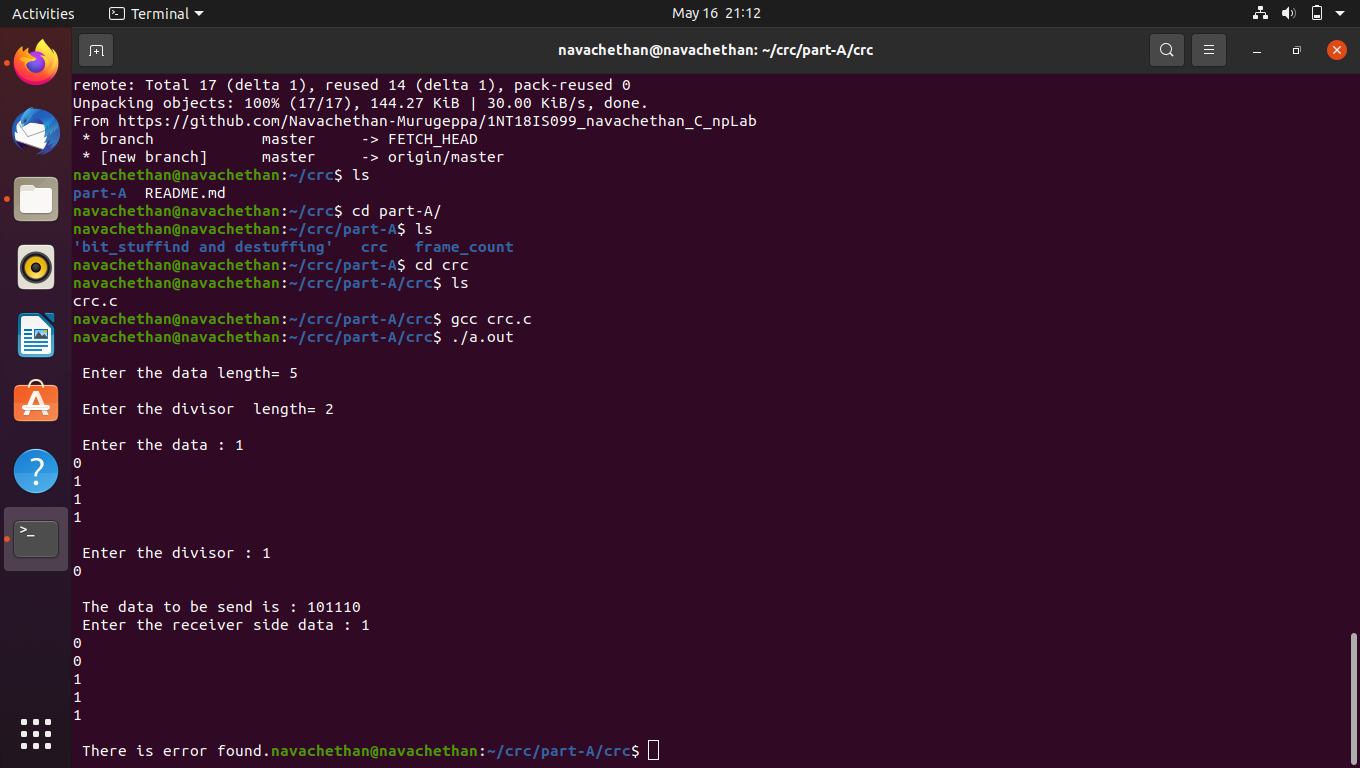 Activities Terminal May 16 21:12
navachethan@navachethan: ~/crc/part-A/crc
remote: Total 17 (delta 1), reused 14 (delta 1), pack-reused 0
Unpacking objects: 100% (17/17), 144.27 KiB | 30.00 KiB/s, done.
From https://github.com/Navachethan-Murugeppa/1NT18IS099_navachethan_C_npLab
 * branch            master     -> FETCH_HEAD
 * [new branch]      master     -> origin/master
navachethan@navachethan:~/crc$ ls
part-A  README.md
navachethan@navachethan:~/crc$ cd part-A/
navachethan@navachethan:~/crc/part-A$ ls
'bit_stuffind and destuffing'   crc   frame_count
navachethan@navachethan:~/crc/part-A$ cd crc
navachethan@navachethan:~/crc/part-A/crc$ ls
crc.c
navachethan@navachethan:~/crc/part-A/crc$ gcc crc.c
navachethan@navachethan:~/crc/part-A/crc$ ./a.out
 Enter the data length= 5
 Enter the divisor  length= 2
 Enter the data : 1
0
1
1
1
 Enter the divisor : 1
0
 The data to be send is : 101110
 Enter the receiver side data : 1
0
0
1
1
1
 There is error found.navachethan@navachethan:~/crc/part-A/crc$